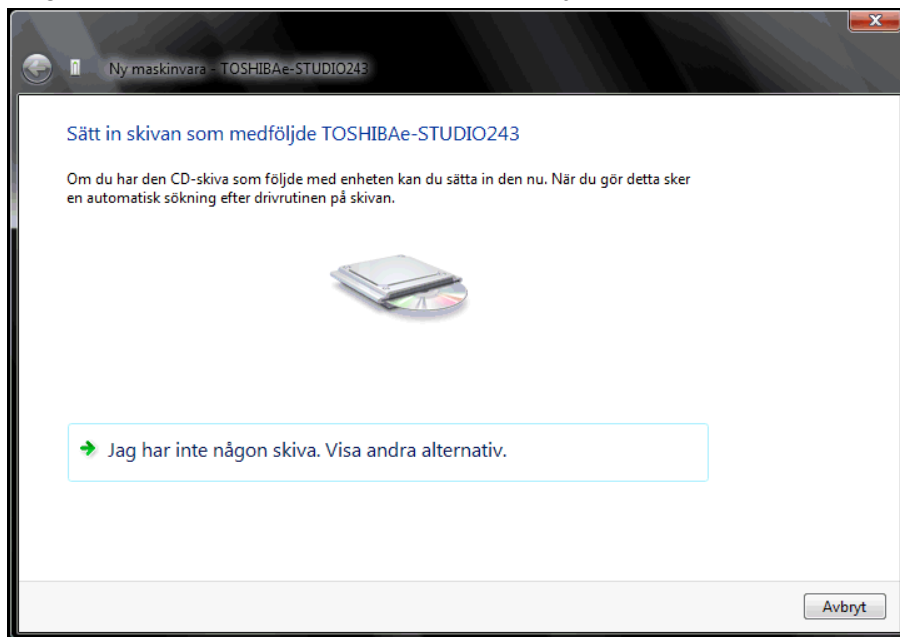 Ny maskinvara - TOSHIBAe-STUDIO243
Sätt in skivan som medföljde TOSHIBAe-STUDIO243
Om du har den CD-skiva som följde med enheten kan du sätta in den nu. När du gör detta sker
en automatisk sökning efter drivrutinen på skivan.
Jag har inte någon skiva. Visa andra alternativ.
Avbryt